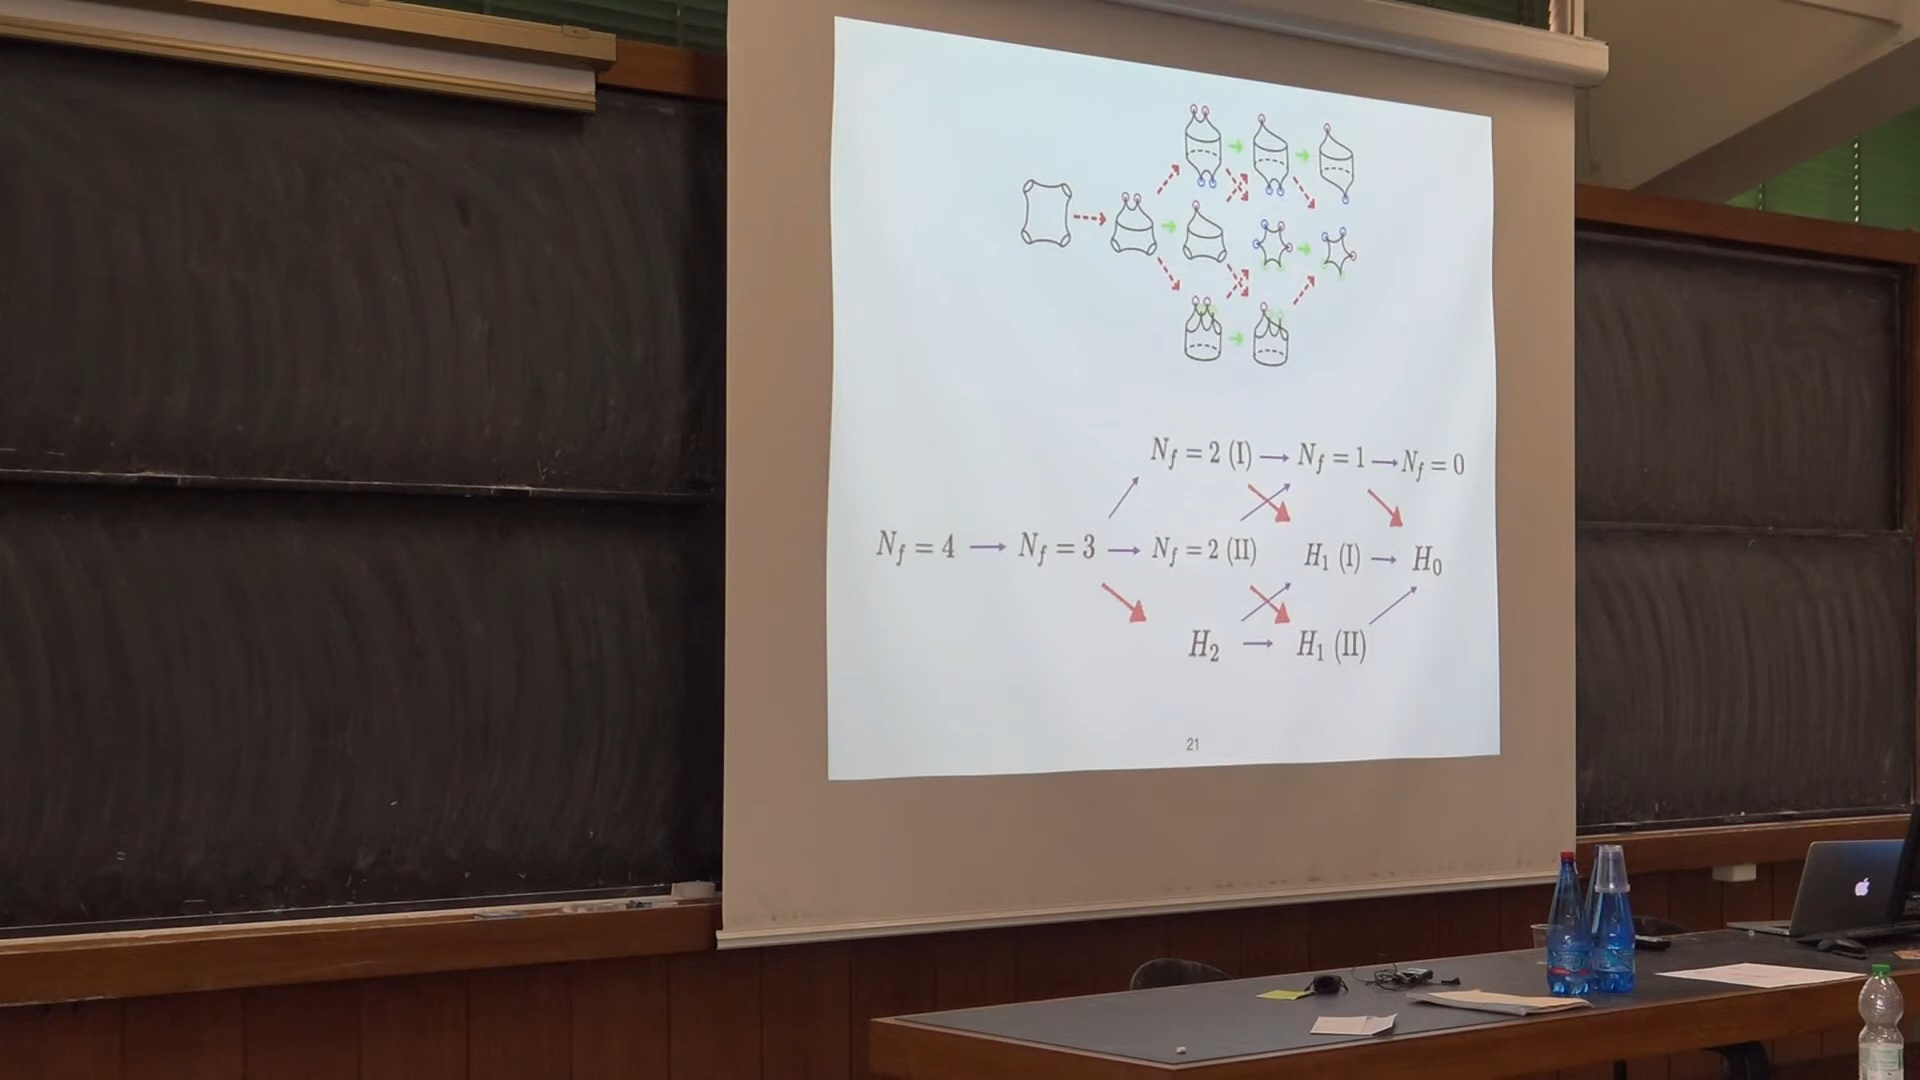 N_f = 2 (I) → N_f = 1 → N_f = 0
N_f = 4 → N_f = 3 → N_f = 2 (II) H_1 (I) → H_0
H_2 → H_1 (II)
21